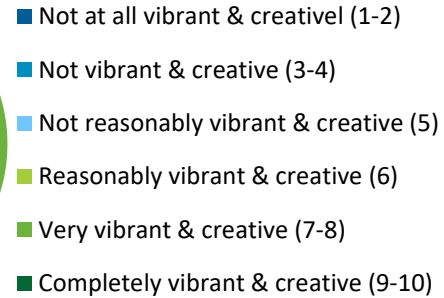 Not at all vibrant & creativel (1-2)
Not vibrant & creative (3-4)
Not reasonably vibrant & creative (5)
Reasonably vibrant & creative (6)
Very vibrant & creative (7-8)
Completely vibrant & creative (9-10)